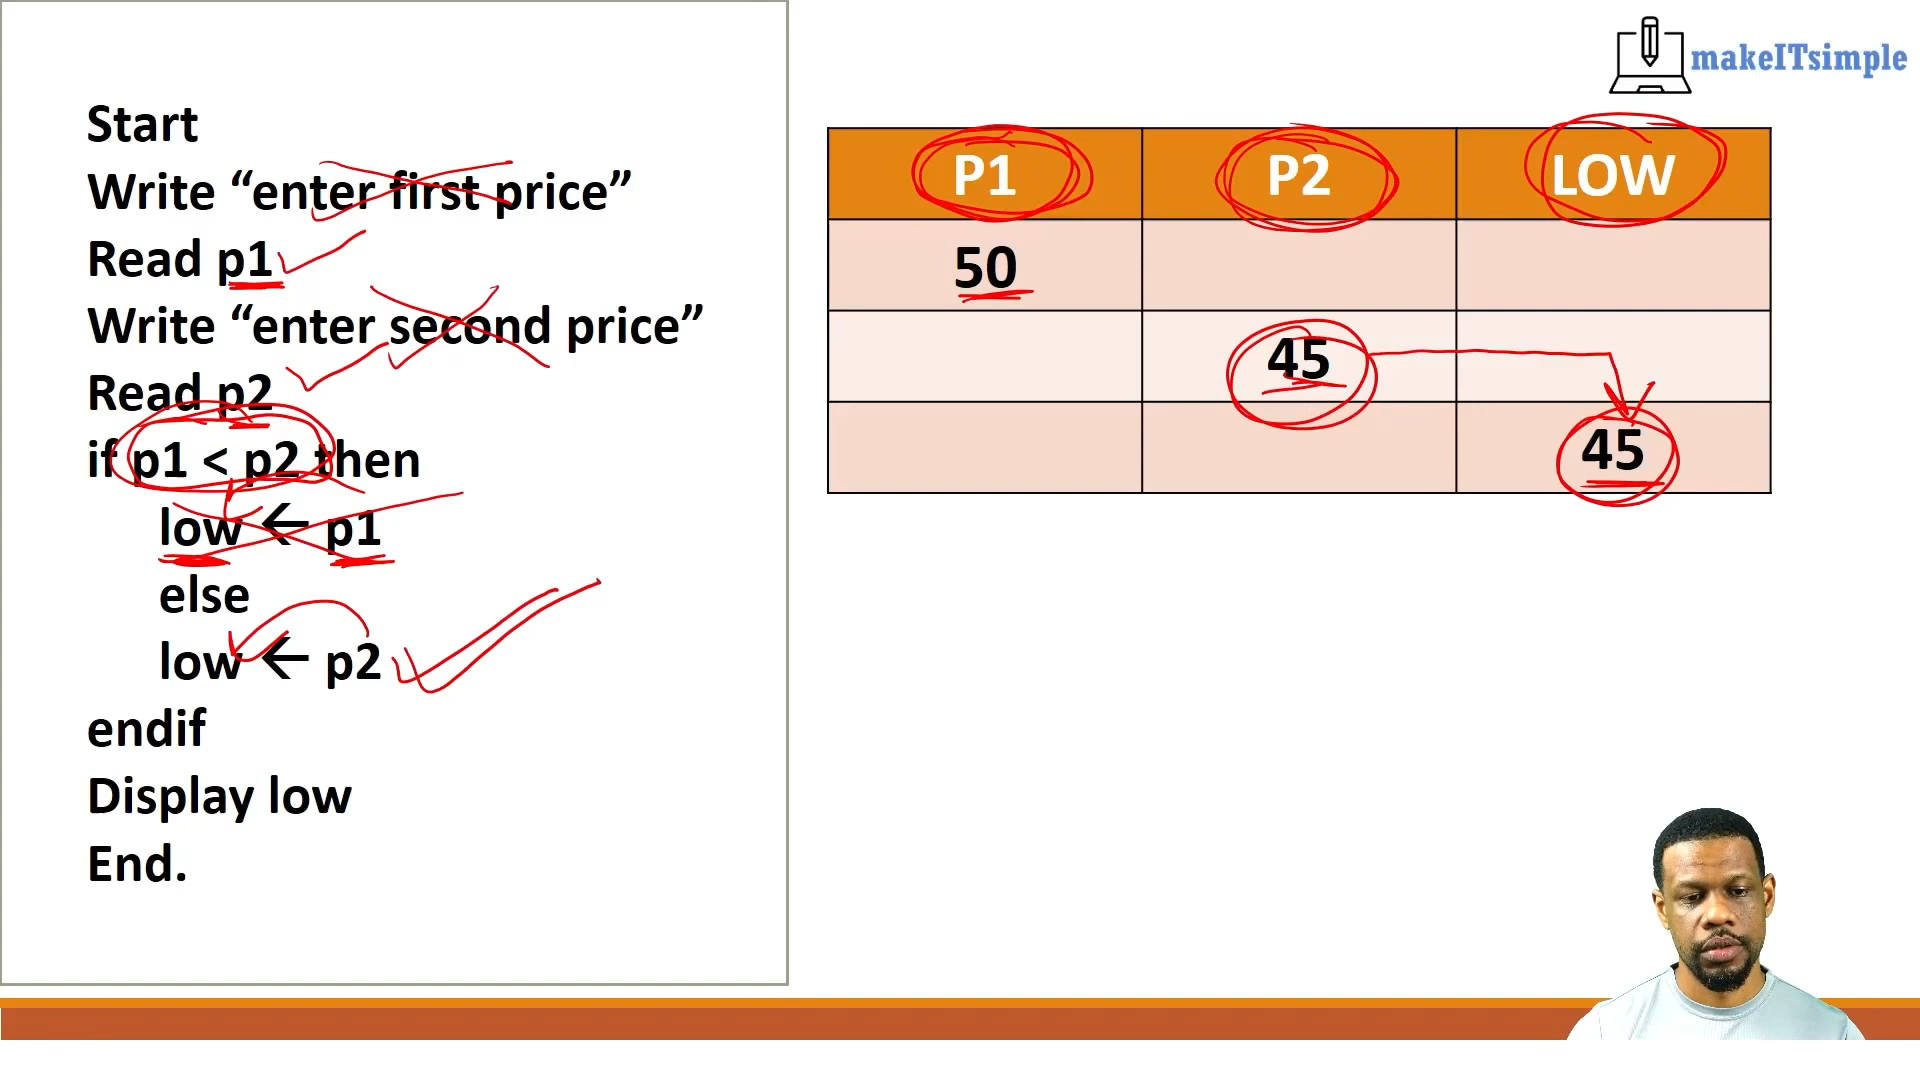 makeITsimple
Start
Write “enter first price”
Read p1
Write “enter second price”
Read p2
if p1 < p2 then
low ← p1
else
low ← p2
endif
Display low
End.
P1 P2 LOW
50
45
45